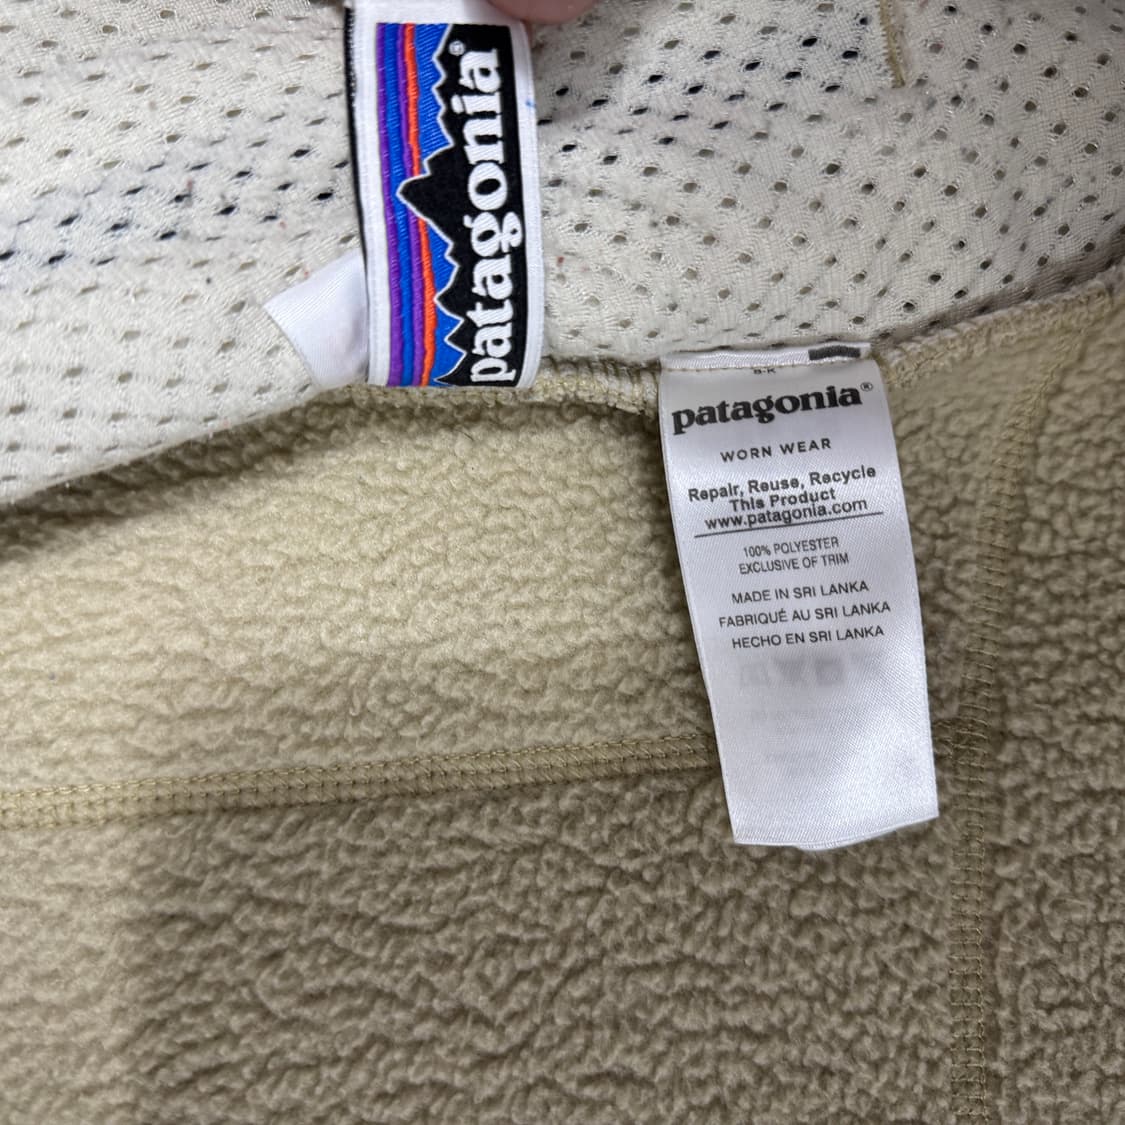 patagonia®
patagonia®
WORN WEAR
Repair, Reuse, Recycle
This Product
www.patagonia.com
100% POLYESTER
EXCLUSIVE OF TRIM
MADE IN SRI LANKA
FABRIQUÉ AU SRI LANKA
HECHO EN SRI LANKA